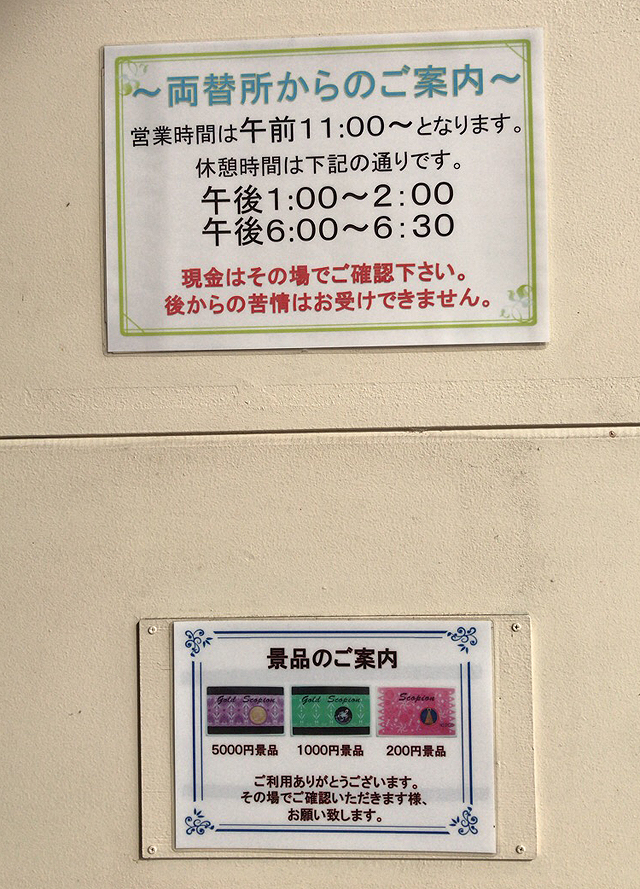 ～両替所からのご案内～
営業時間は午前11:00～となります。
休憩時間は下記の通りです。
午後1:00～2:00
午後6:00～6:30
現金はその場でご確認下さい。
後からの苦情はお受けできません。
景品のご案内
Gold Scopion Gold Scopion Scopion
5000円景品 1000円景品 200円景品
ご利用ありがとうございます。
その場でご確認いただきます様、
お願い致します。